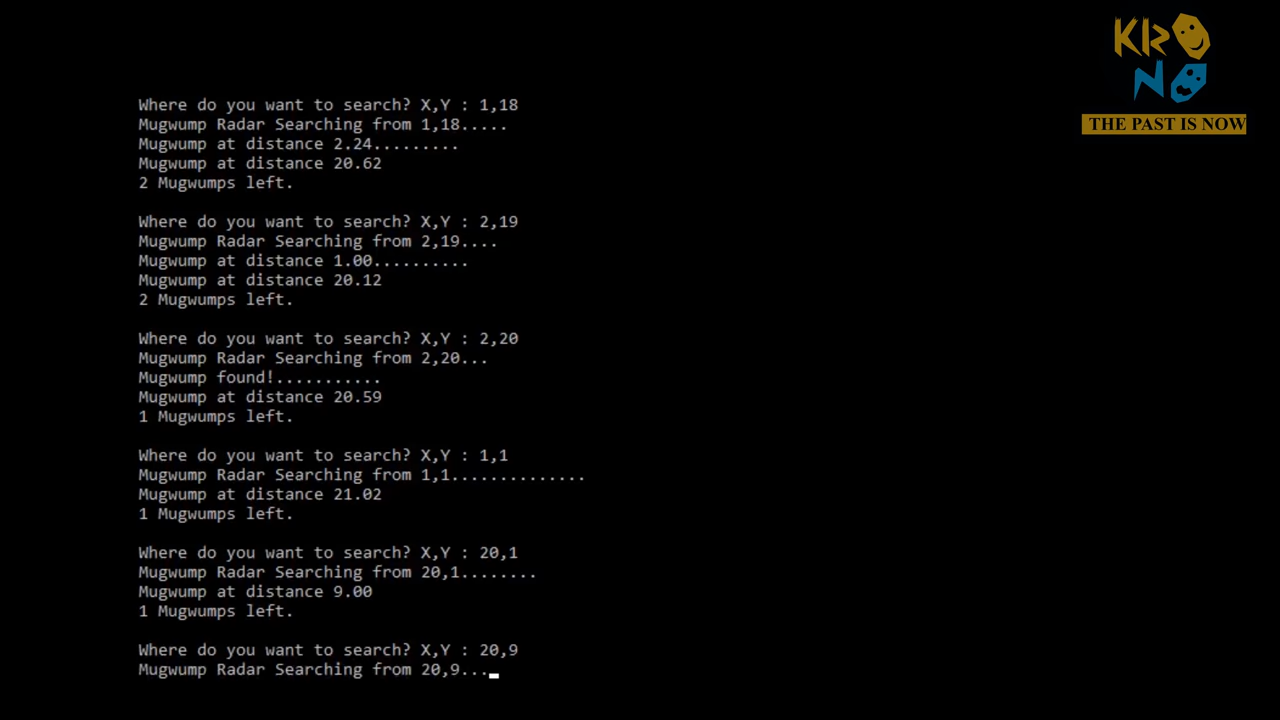 KRONO
THE PAST IS NOW
Where do you want to search? X,Y : 1,18
Mugwump Radar Searching from 1,18.....
Mugwump at distance 2.24.........
Mugwump at distance 20.62
2 Mugwumps left.
Where do you want to search? X,Y : 2,19
Mugwump Radar Searching from 2,19....
Mugwump at distance 1.00..........
Mugwump at distance 20.12
2 Mugwumps left.
Where do you want to search? X,Y : 2,20
Mugwump Radar Searching from 2,20...
Mugwump found!...........
Mugwump at distance 20.59
1 Mugwumps left.
Where do you want to search? X,Y : 1,1
Mugwump Radar Searching from 1,1..............
Mugwump at distance 21.02
1 Mugwumps left.
Where do you want to search? X,Y : 20,1
Mugwump Radar Searching from 20,1........
Mugwump at distance 9.00
1 Mugwumps left.
Where do you want to search? X,Y : 20,9
Mugwump Radar Searching from 20,9...